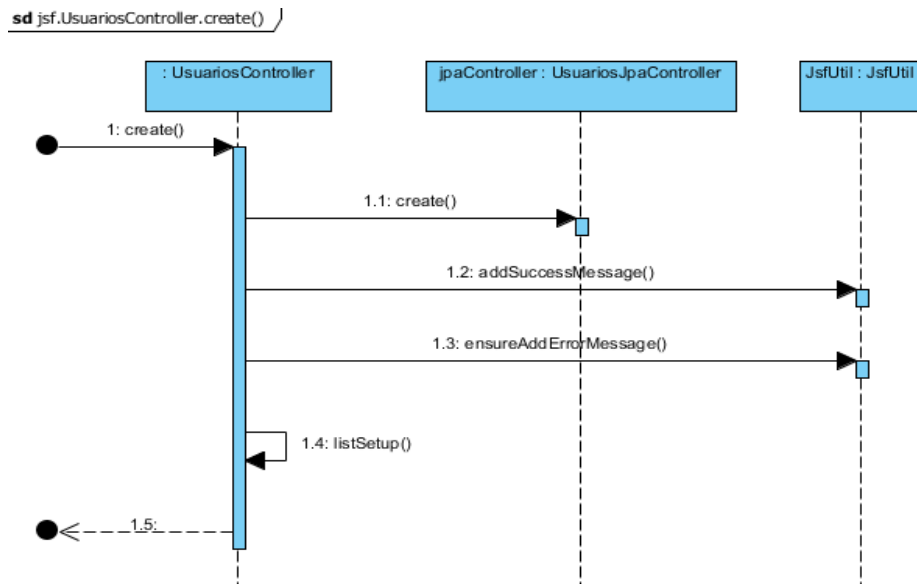 sd jsf.UsuariosController.create()
: UsuariosController
jpaController : UsuariosJpaController
JsfUtil : JsfUtil
1: create()
1.1: create()
1.2: addSuccessMessage()
1.3: ensureAddErrorMessage()
1.4: listSetup()
1.5: